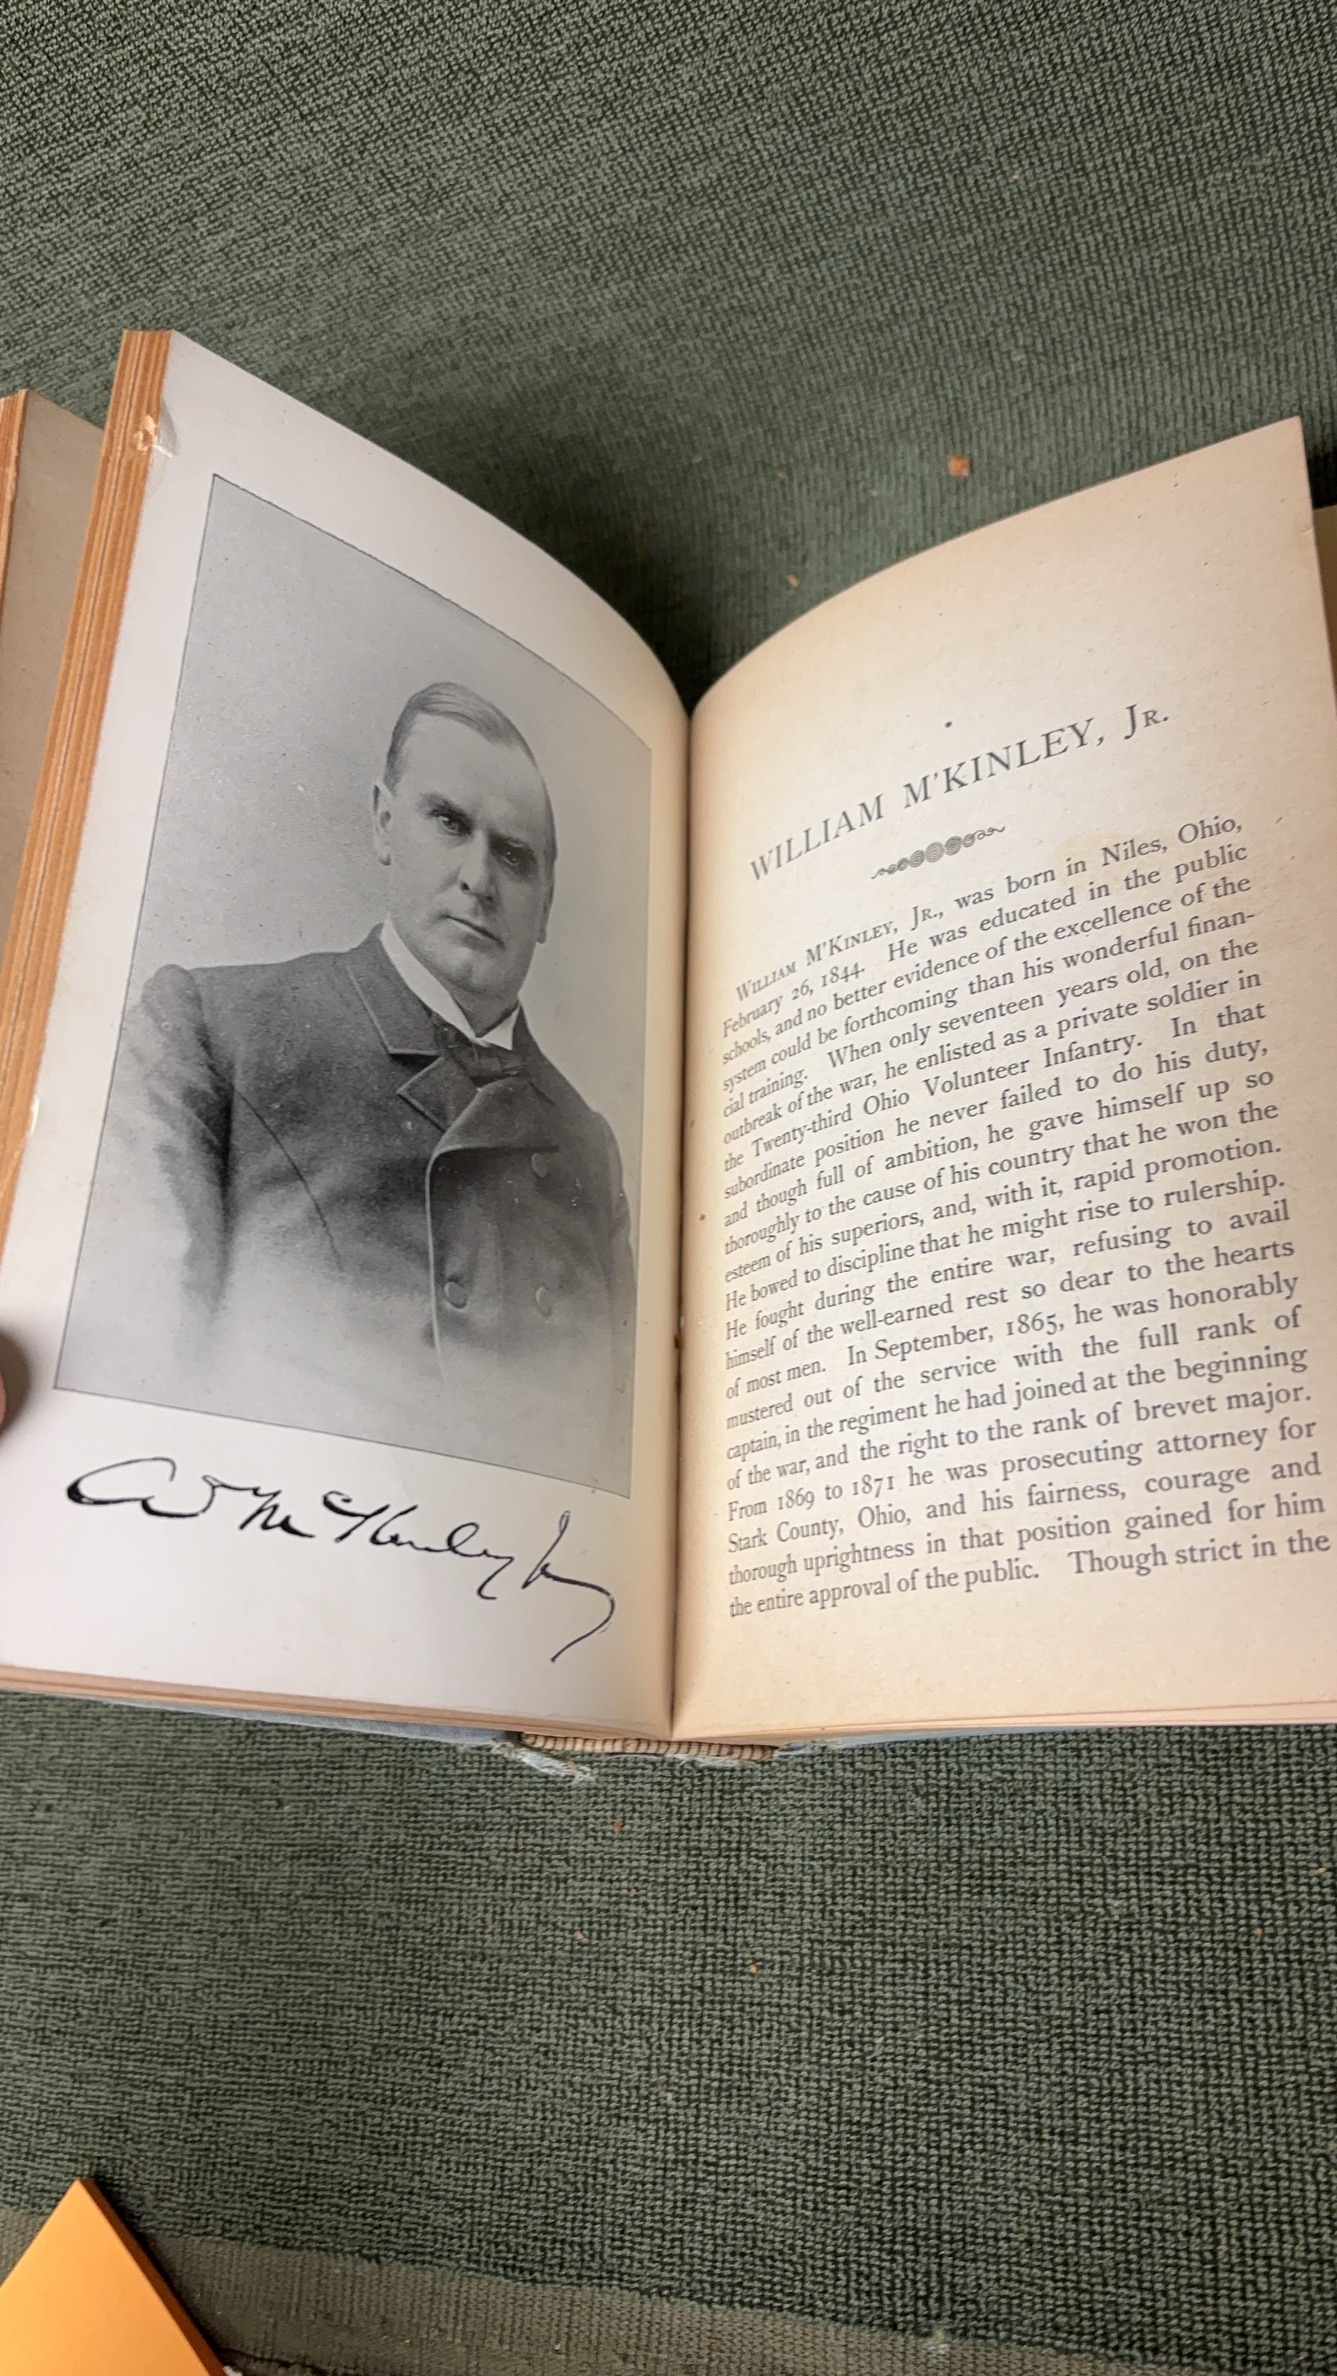 Wm McKinley Jr
WILLIAM M'KINLEY, JR.
WILLIAM M'KINLEY, JR., was born in Niles, Ohio,
February 26, 1844. He was educated in the public
schools, and no better evidence of the excellence of the
system could be forthcoming than his wonderful finan-
cial training. When only seventeen years old, on the
outbreak of the war, he enlisted as a private soldier in
the Twenty-third Ohio Volunteer Infantry. In that
subordinate position he never failed to do his duty,
and though full of ambition, he gave himself up so
thoroughly to the cause of his country that he won the
esteem of his superiors, and, with it, rapid promotion.
He bowed to discipline that he might rise to rulership.
He fought during the entire war, refusing to avail
himself of the well-earned rest so dear to the hearts
of most men. In September, 1865, he was honorably
mustered out of the service with the full rank of
captain, in the regiment he had joined at the beginning
of the war, and the right to the rank of brevet major.
From 1869 to 1871 he was prosecuting attorney for
Stark County, Ohio, and his fairness, courage and
thorough uprightness in that position gained for him
the entire approval of the public. Though strict in the